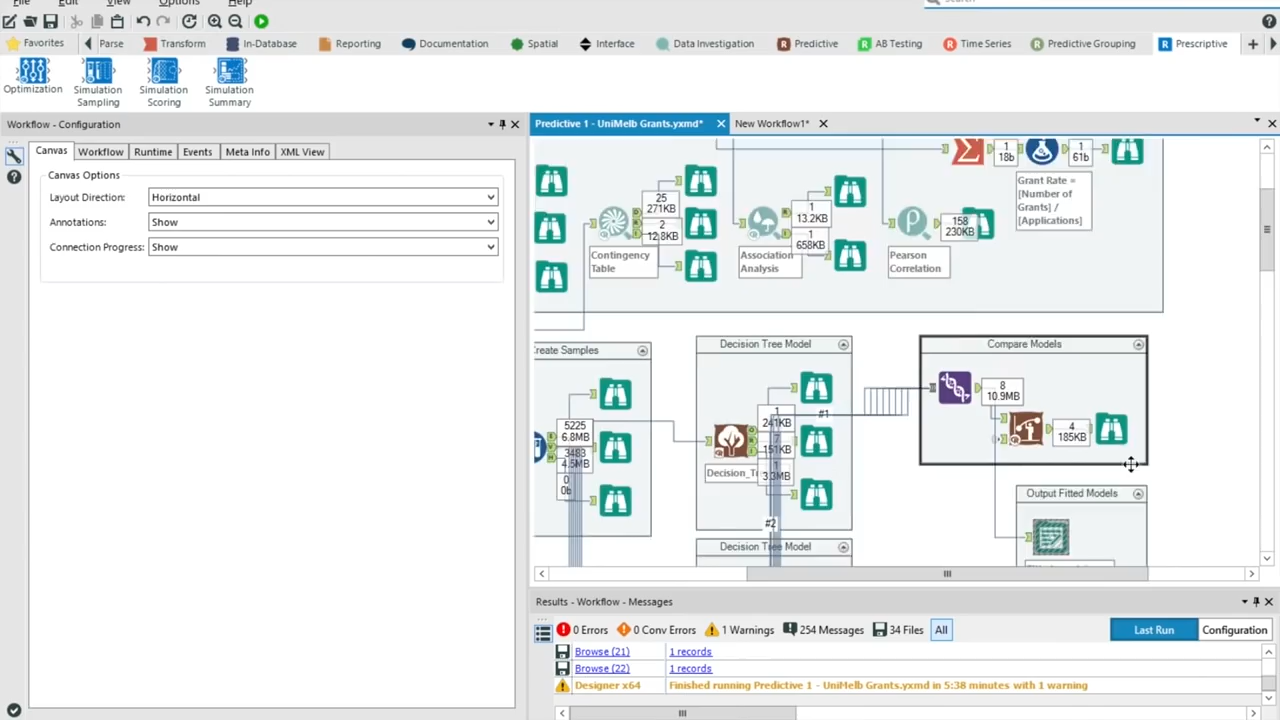 File Edit View Options Help
Search
Favorites Parse Transform In-Database Reporting Documentation Spatial Interface Data Investigation Predictive AB Testing Time Series Predictive Grouping Prescriptive
Optimization
Simulation Sampling
Simulation Scoring
Simulation Summary
Workflow - Configuration
Predictive 1 - UniMelb Grants.yxmd*
New Workflow1*
Canvas Workflow Runtime Events Meta Info XML View
Canvas Options
Layout Direction: Horizontal
Annotations: Show
Connection Progress: Show
1
18b
1
61b
Grant Rate =
[Number of
Grants] /
[Applications]
25
271KB
2
12.8KB
Contingency
Table
1
13.2KB
1
658KB
Association
Analysis
158
230KB
Pearson
Correlation
Create Samples
5225
6.8MB
3483
4.5MB
0
0b
Decision Tree Model
1
241KB
7
151KB
1
3.3MB
#1
#2
Decision Tree Model
Compare Models
8
10.9MB
4
185KB
Output Fitted Models
Results - Workflow - Messages
0 Errors 0 Conv Errors 1 Warnings 254 Messages 34 Files All
Last Run Configuration
Browse (21) 1 records
Browse (22) 1 records
Designer x64 Finished running Predictive 1 - UniMelb Grants.yxmd in 5:38 minutes with 1 warning